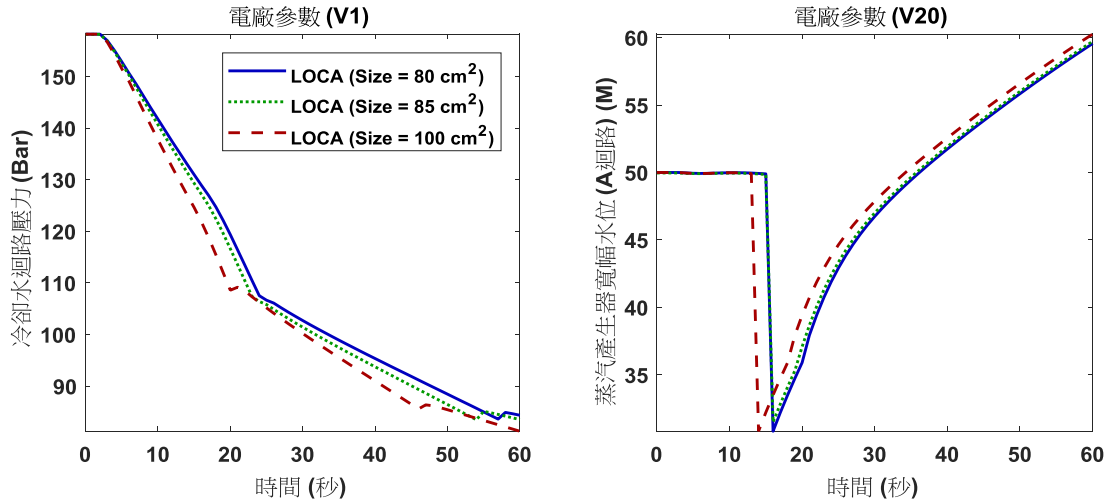 電廠參數 (V1)
冷卻水迴路壓力 (Bar)
150
140
130
120
110
100
90
LOCA (Size = 80 cm²)
LOCA (Size = 85 cm²)
LOCA (Size = 100 cm²)
0 10 20 30 40 50 60
時間 (秒)
電廠參數 (V20)
蒸汽產生器寬幅水位 (A迴路) (M)
60
55
50
45
40
35
0 10 20 30 40 50 60
時間 (秒)